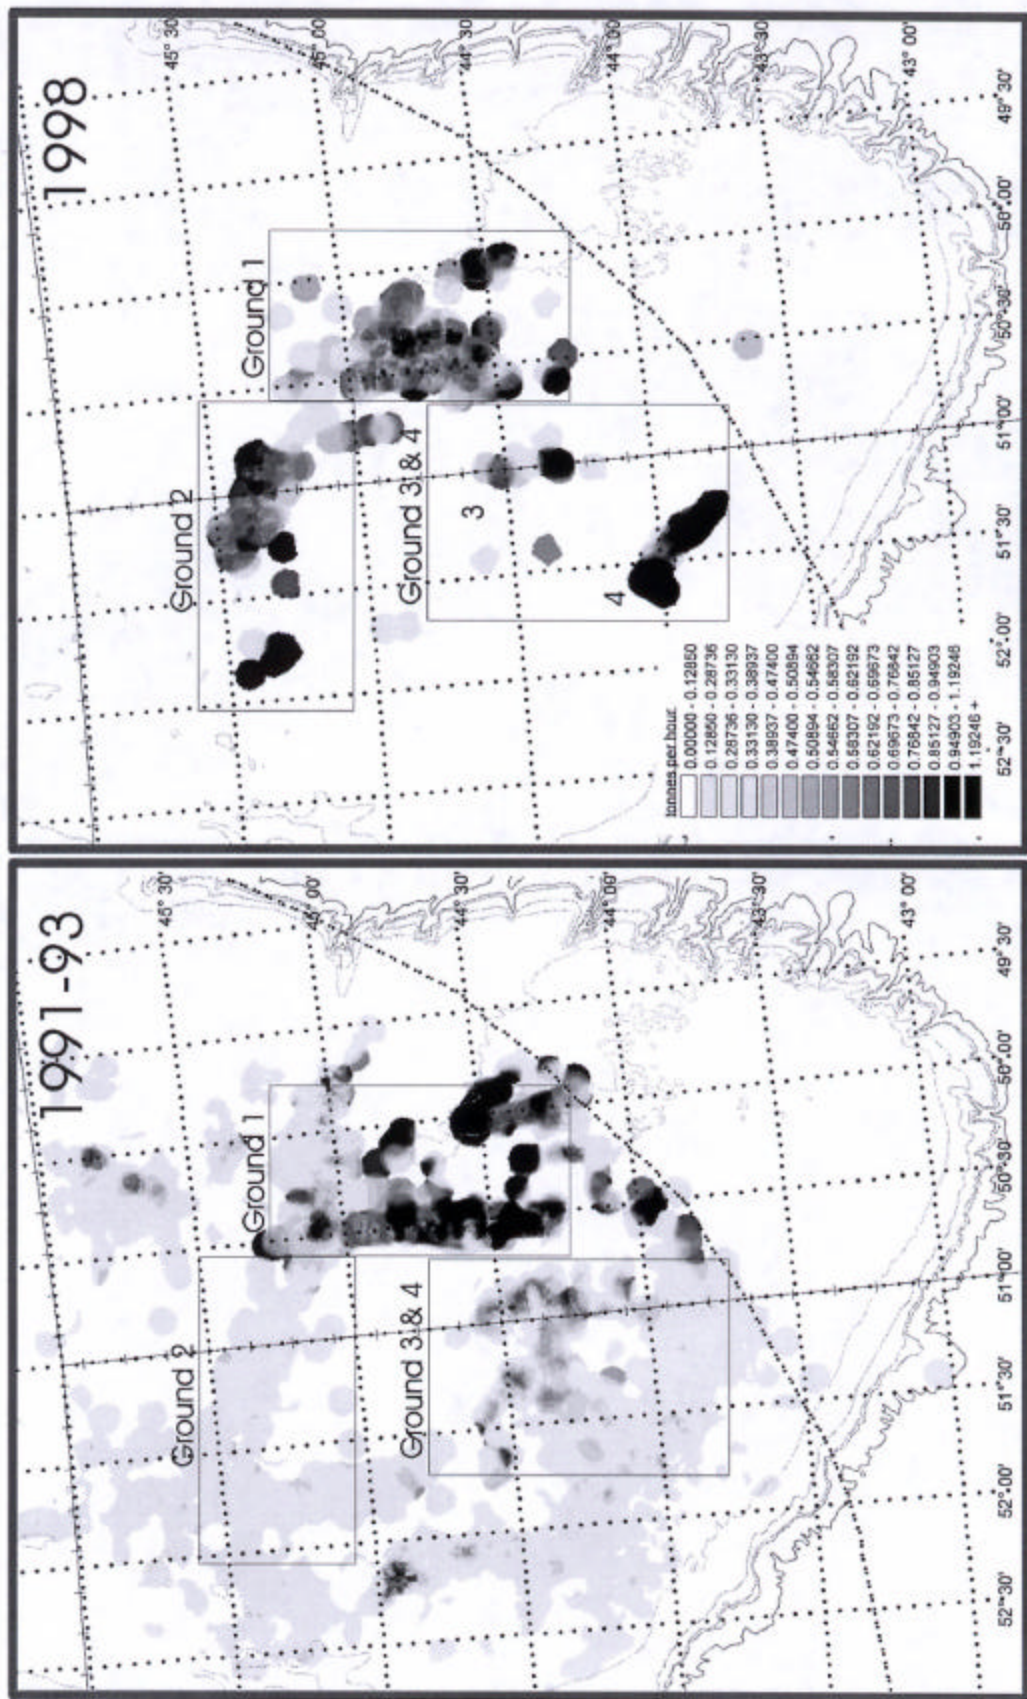 1991-93
Ground 1
Ground 2
Ground 3 & 4
45° 30'
45° 00'
44° 30'
44° 00'
43° 30'
43° 00'
52° 30'
52° 00'
51° 30'
51° 00'
50° 30'
50° 00'
49° 30'
1998
Ground 1
Ground 2
Ground 3 & 4
3
4
45° 30'
45° 00'
44° 30'
44° 00'
43° 30'
43° 00'
52° 30'
52° 00'
51° 30'
51° 00'
50° 30'
50° 00'
49° 30'
tonnes per hour
0.00000 - 0.12850
0.12850 - 0.28736
0.28736 - 0.33130
0.33130 - 0.38937
0.38937 - 0.47400
0.47400 - 0.50894
0.50894 - 0.54662
0.54662 - 0.58307
0.58307 - 0.62192
0.62192 - 0.69673
0.69673 - 0.76842
0.76842 - 0.85127
0.85127 - 0.94903
0.94903 - 1.19246
1.19246 +